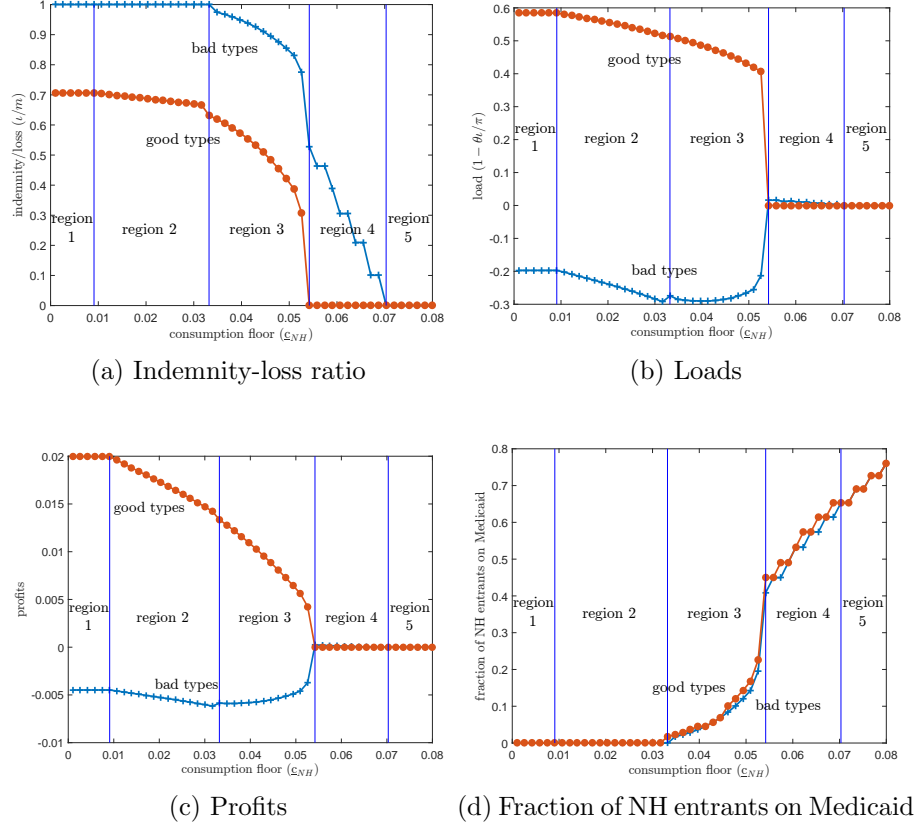 1
0.9
0.8
0.7
0.6
0.5
0.4
0.3
0.2
0.1
0
indemnity/loss (ι/m)
bad types
good types
region
1
region 2
region 3
region 4
region
5
0 0.01 0.02 0.03 0.04 0.05 0.06 0.07 0.08
consumption floor (c_NH)
(a) Indemnity-loss ratio
0.6
0.5
0.4
0.3
0.2
0.1
0
-0.1
-0.2
-0.3
load (1 − θι/π)
good types
region
1
region 2
region 3
region 4
region
5
bad types
0 0.01 0.02 0.03 0.04 0.05 0.06 0.07 0.08
consumption floor (c_NH)
(b) Loads
0.02
0.015
0.01
0.005
0
-0.005
-0.01
profits
good types
region
1
region 2
region 3
region 4
region
5
bad types
0 0.01 0.02 0.03 0.04 0.05 0.06 0.07 0.08
consumption floor (c_NH)
(c) Profits
0.8
0.7
0.6
0.5
0.4
0.3
0.2
0.1
0
fraction of NH entrants on Medicaid
region
1
region 2
region 3
region 4
region
5
good types
bad types
0 0.01 0.02 0.03 0.04 0.05 0.06 0.07 0.08
consumption floor (c_NH)
(d) Fraction of NH entrants on Medicaid